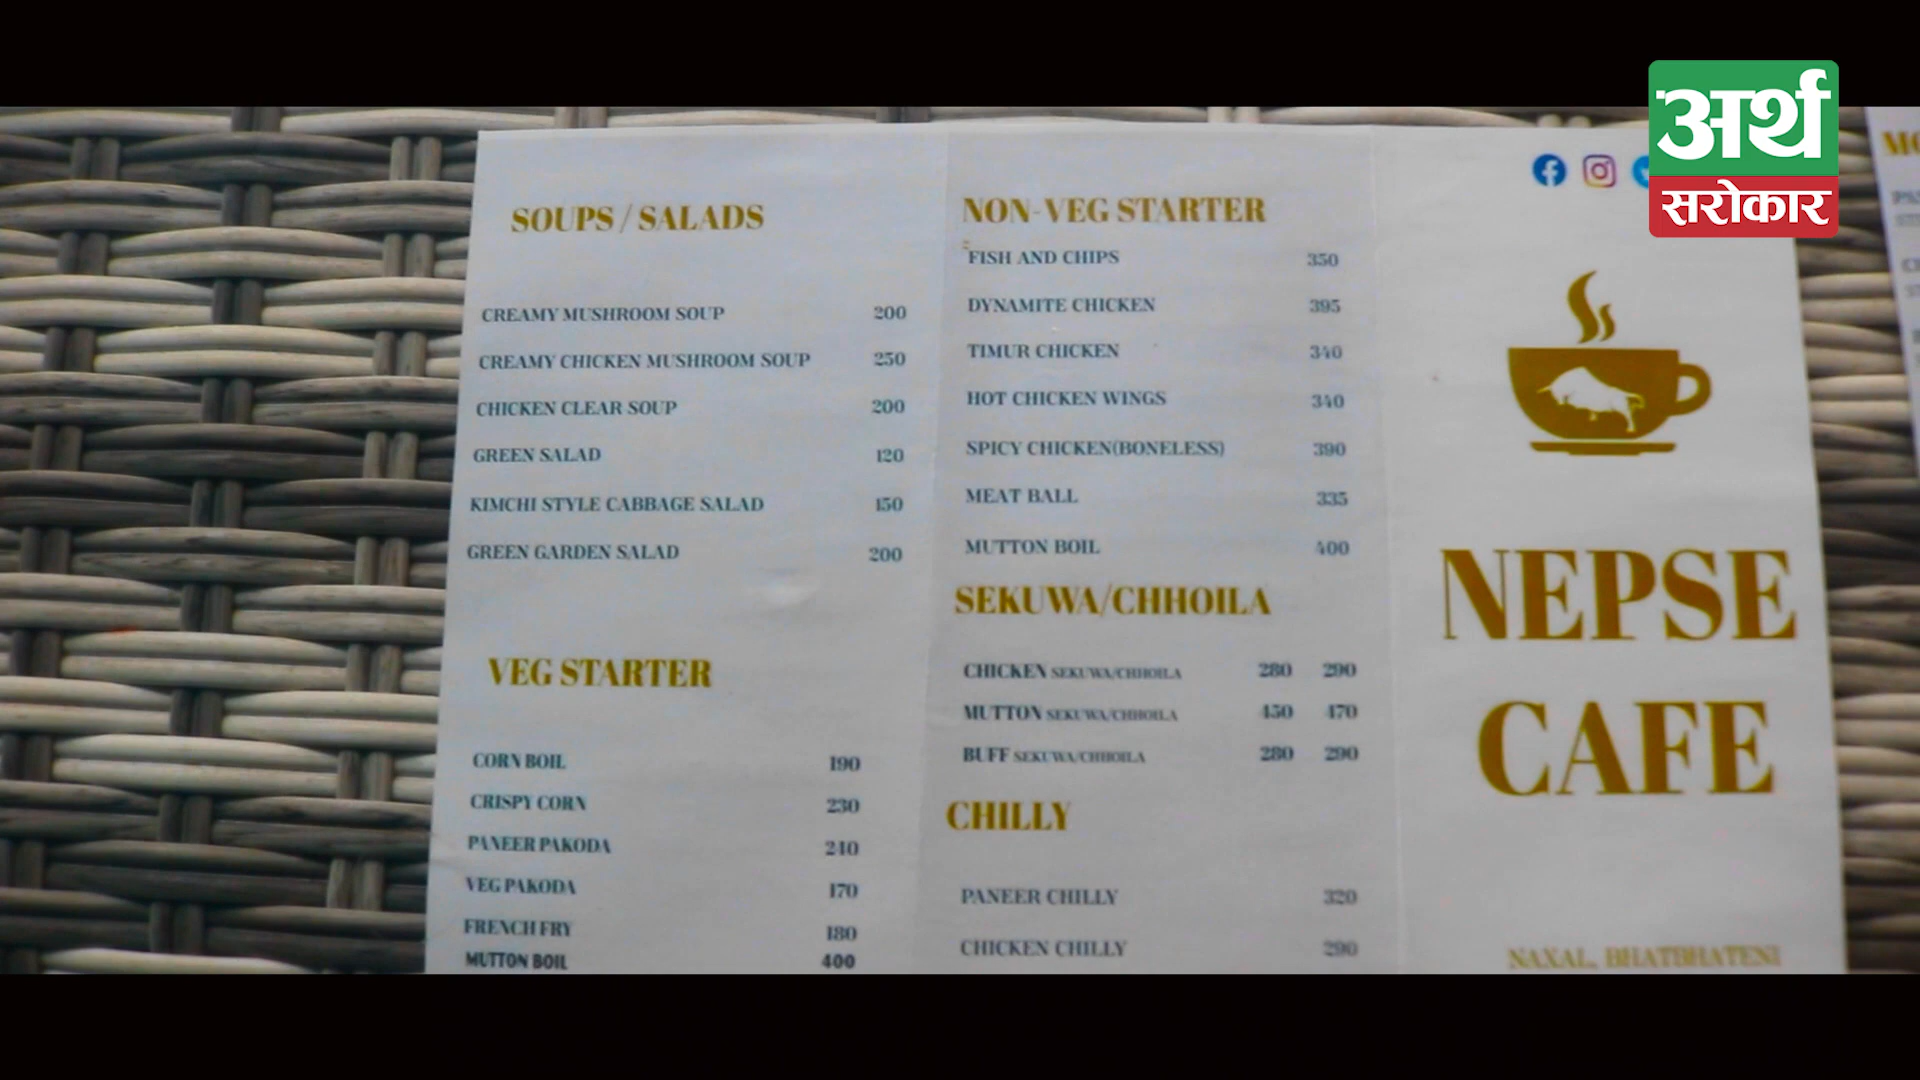 अर्थ
सरोकार
SOUPS / SALADS
CREAMY MUSHROOM SOUP 200
CREAMY CHICKEN MUSHROOM SOUP 250
CHICKEN CLEAR SOUP 200
GREEN SALAD 120
KIMCHI STYLE CABBAGE SALAD 150
GREEN GARDEN SALAD 200
VEG STARTER
CORN BOIL 190
CRISPY CORN 230
PANEER PAKODA 240
VEG PAKODA 170
FRENCH FRY 180
MUTTON BOIL 400
NON-VEG STARTER
FISH AND CHIPS 350
DYNAMITE CHICKEN 395
TIMUR CHICKEN 340
HOT CHICKEN WINGS 340
SPICY CHICKEN(BONELESS) 390
MEAT BALL 335
MUTTON BOIL 400
SEKUWA/CHHOILA
CHICKEN SEKUWA/CHHOILA 280 290
MUTTON SEKUWA/CHHOILA 450 470
BUFF SEKUWA/CHHOILA 280 290
CHILLY
PANEER CHILLY 320
CHICKEN CHILLY 290
NEPSE
CAFE
NAXAL, BHATBHATENI